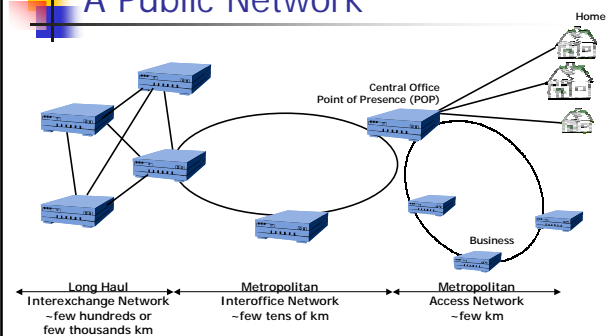 A Public Network
Home
Central Office
Point of Presence (POP)
Business
Long Haul
Interexchange Network
~few hundreds or
few thousands km
Metropolitan
Interoffice Network
~few tens of km
Metropolitan
Access Network
~few km